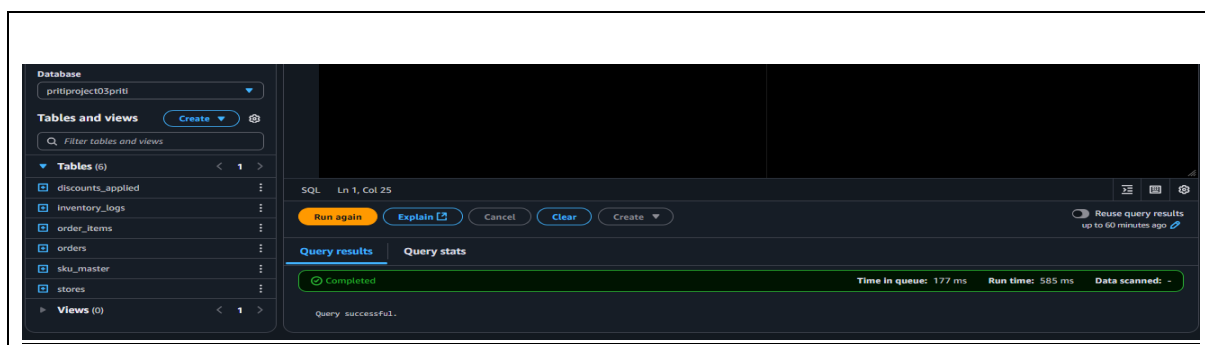 Database
pritiproject03priti
Tables and views Create
Filter tables and views
Tables (6) < 1 >
discounts_applied
inventory_logs
order_items
orders
sku_master
stores
Views (0) < 1 >
SQL Ln 1, Col 25
Run again Explain Cancel Clear Create
Reuse query results
up to 60 minutes ago
Query results Query stats
Completed Time in queue: 177 ms Run time: 585 ms Data scanned: -
Query successful.